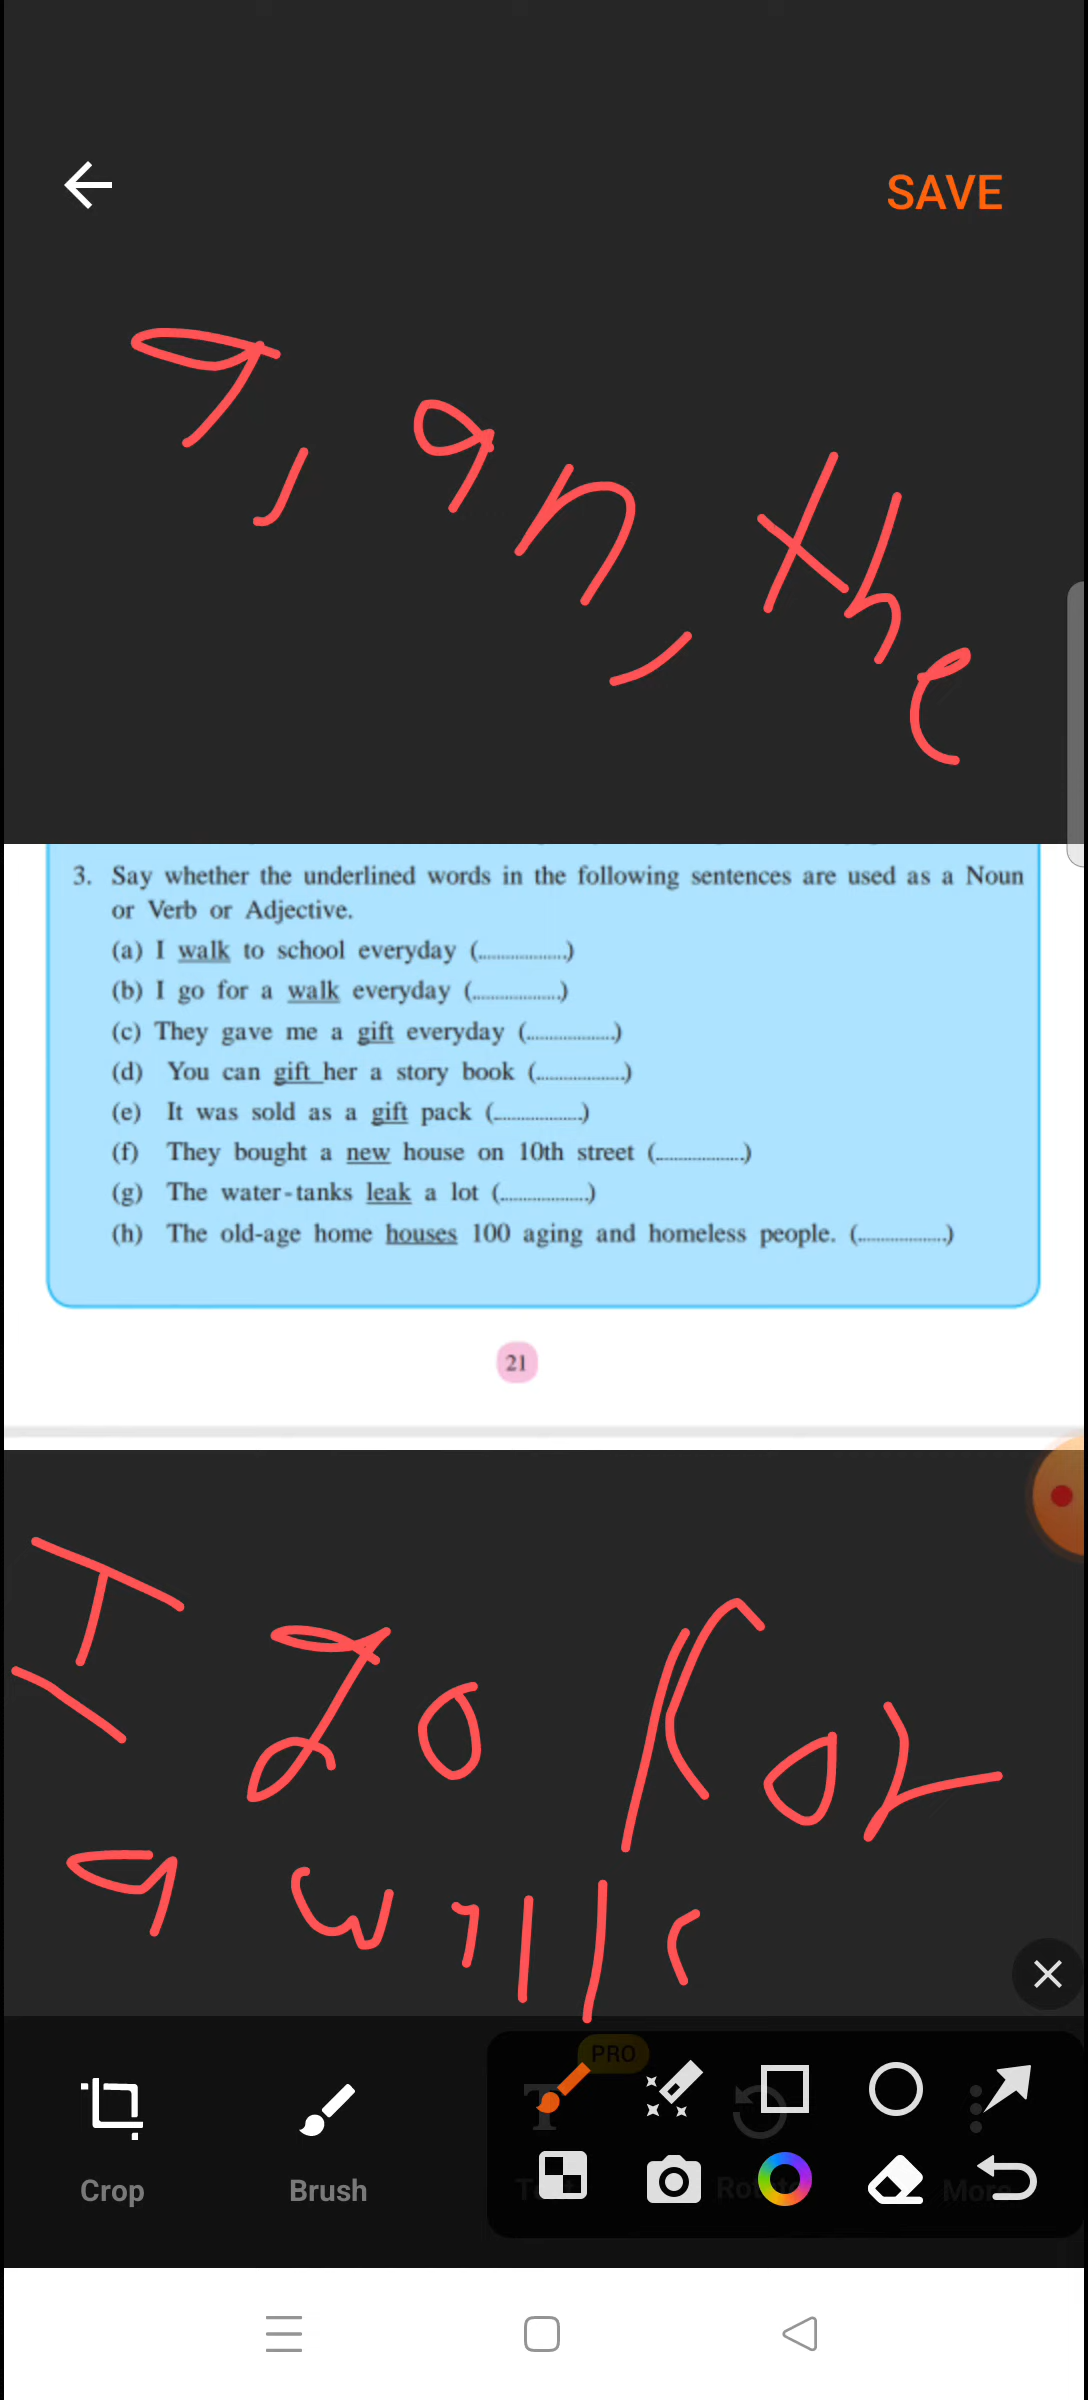 SAVE
a, an, the
3. Say whether the underlined words in the following sentences are used as a Noun
or Verb or Adjective.
(a) I walk to school everyday (..................)
(b) I go for a walk everyday (..................)
(c) They gave me a gift everyday (..................)
(d) You can gift her a story book (..................)
(e) It was sold as a gift pack (..................)
(f) They bought a new house on 10th street (..................)
(g) The water-tanks leak a lot (..................)
(h) The old-age home houses 100 aging and homeless people. (..................)
21
I go for
a walk
PRO
Crop Brush